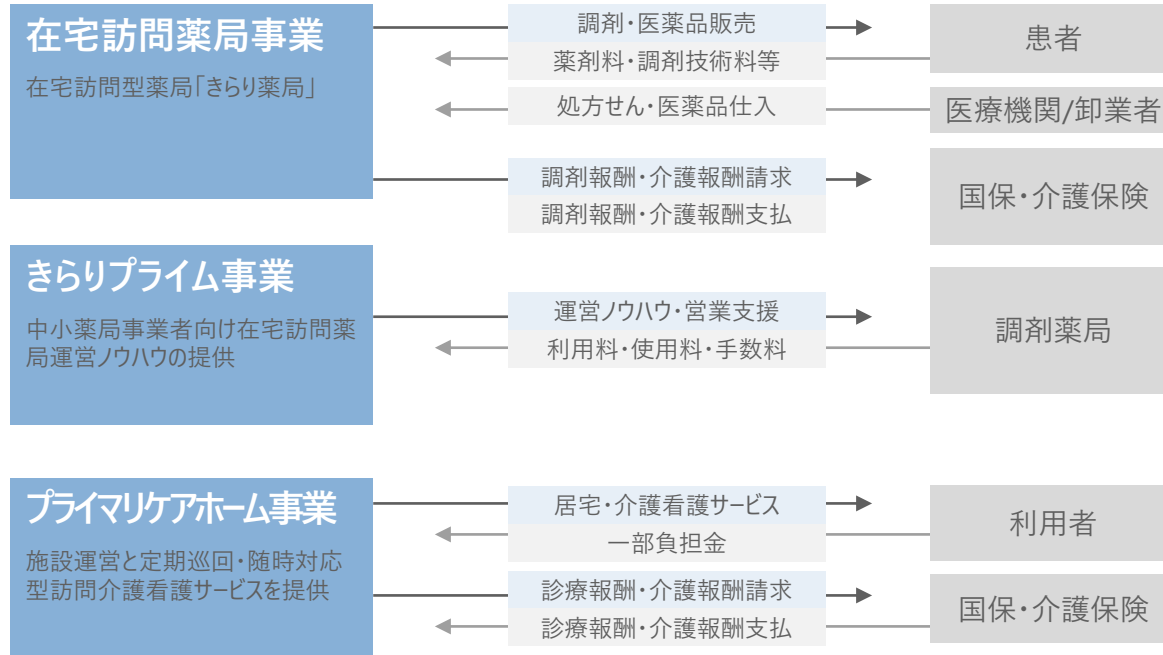 在宅訪問薬局事業
在宅訪問型薬局「きらり薬局」
調剤・医薬品販売
薬剤料・調剤技術料等
患者
処方せん・医薬品仕入
医療機関/卸業者
調剤報酬・介護報酬請求
調剤報酬・介護報酬支払
国保・介護保険
きらりプライム事業
中小薬局事業者向け在宅訪問薬
局運営ノウハウの提供
運営ノウハウ・営業支援
利用料・使用料・手数料
調剤薬局
プライマリケアホーム事業
施設運営と定期巡回・随時対応
型訪問介護看護サービスを提供
居宅・介護看護サービス
一部負担金
利用者
診療報酬・介護報酬請求
診療報酬・介護報酬支払
国保・介護保険